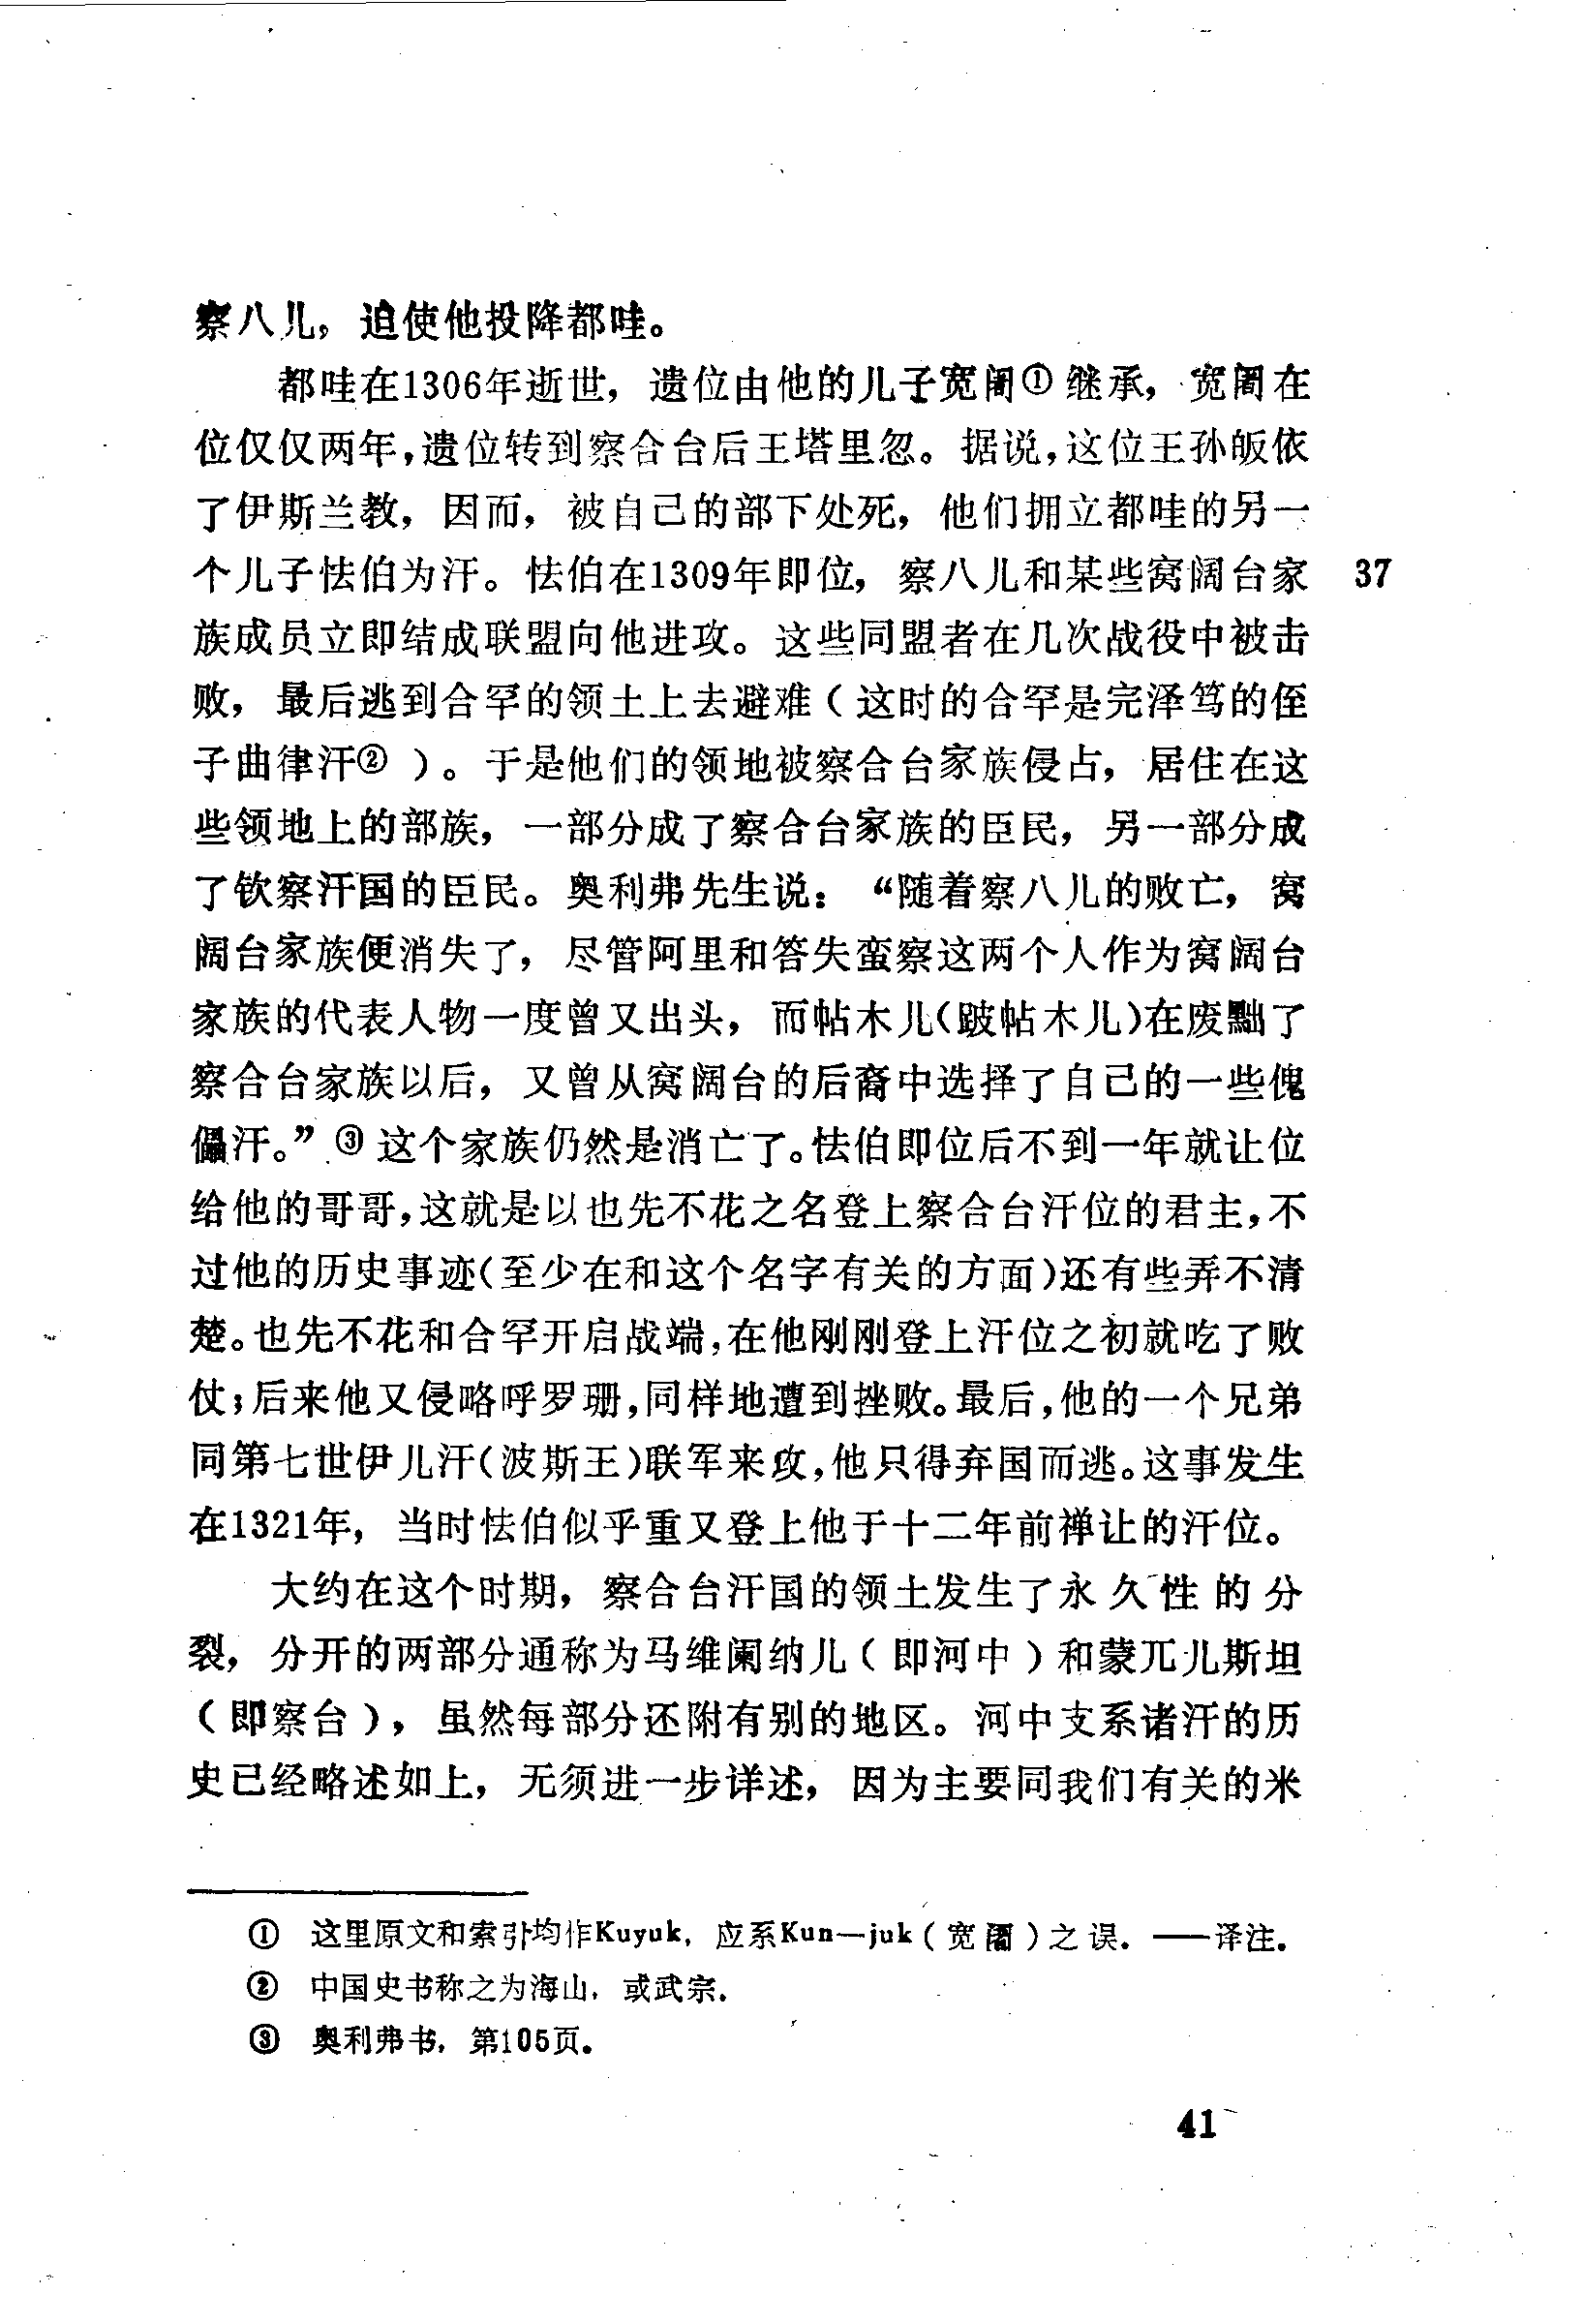 察八儿，迫使他投降都哇。
都哇在1306年逝世，遗位由他的儿子宽阇①继承，宽阇在
位仅仅两年，遗位转到察合台后王塔里忽。据说，这位王孙皈依
了伊斯兰教，因而，被自己的部下处死，他们拥立都哇的另一
个儿子怯伯为汗。怯伯在1309年即位，察八儿和某些窝阔台家 37
族成员立即结成联盟向他进攻。这些同盟者在几次战役中被击
败，最后逃到合罕的领土上去避难（这时的合罕是完泽笃的侄
子曲律汗②）。于是他们的领地被察合台家族侵占，居住在这
些领地上的部族，一部分成了察合台家族的臣民，另一部分成
了钦察汗国的臣民。奥利弗先生说：“随着察八儿的败亡，窝
阔台家族便消失了，尽管阿里和答失蛮察这两个人作为窝阔台
家族的代表人物一度曾又出头，而帖木儿（跛帖木儿）在废黜了
察合台家族以后，又曾从窝阔台的后裔中选择了自己的一些傀
儡汗。”③这个家族仍然是消亡了。怯伯即位后不到一年就让位
给他的哥哥，这就是以也先不花之名登上察合台汗位的君主，不
过他的历史事迹（至少在和这个名字有关的方面）还有些弄不清
楚。也先不花和合罕开启战端，在他刚刚登上汗位之初就吃了败
仗；后来他又侵略呼罗珊，同样地遭到挫败。最后，他的一个兄弟
同第七世伊儿汗（波斯王）联军来攻，他只得弃国而逃。这事发生
在1321年，当时怯伯似乎重又登上他于十二年前禅让的汗位。
大约在这个时期，察合台汗国的领土发生了永久性的分
裂，分开的两部分通称为马维阑纳儿（即河中）和蒙兀儿斯坦
（即察台），虽然每部分还附有别的地区。河中支系诸汗的历
史已经略述如上，无须进一步详述，因为主要同我们有关的米
① 这里原文和索引均作Kuyuk，应系Kun—juk（宽阇）之误．——译注．
② 中国史书称之为海山，或武宗．
③ 奥利弗书，第105页．
41